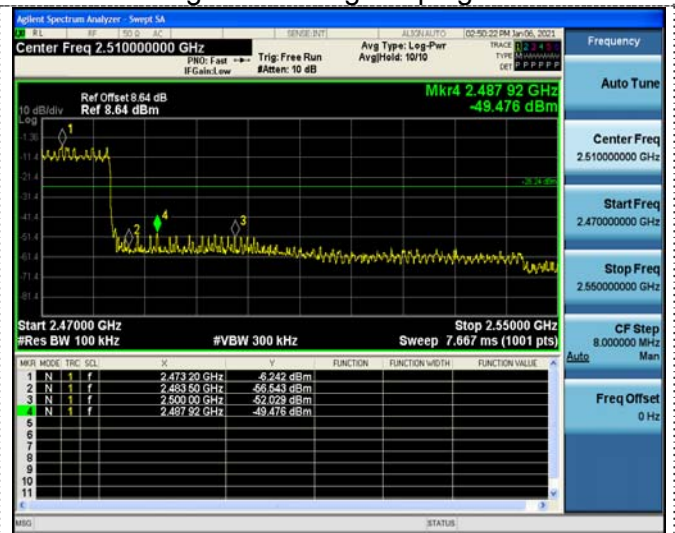 Agilent Spectrum Analyzer - Swept SA
RL RF 50 Ω AC SENSE:INT ALIGN AUTO 02:50:22 PM Jan 06, 2021
Center Freq 2.510000000 GHz
PNO: Fast Trig: Free Run
IFGain:Low #Atten: 10 dB
Avg Type: Log-Pwr
Avg|Hold: 10/10
TRACE 1 2 3 4 5 6
TYPE
DET P P P P P P
Frequency
Ref Offset 8.64 dB
10 dB/div Ref 8.64 dBm
Log
Mkr4 2.487 92 GHz
-49.476 dBm
Auto Tune
1
-1.36
-11.4
-21.4
-26.24 dBm
-31.4
-41.4
4
3
2
-51.4
-61.4
-71.4
-81.4
Center Freq
2.510000000 GHz
Start Freq
2.470000000 GHz
Stop Freq
2.550000000 GHz
Start 2.47000 GHz Stop 2.55000 GHz
#Res BW 100 kHz #VBW 300 kHz Sweep 7.667 ms (1001 pts)
CF Step
8.000000 MHz
Auto Man
MKR MODE TRC SCL X Y FUNCTION FUNCTION WIDTH FUNCTION VALUE
1 N 1 f 2.473 20 GHz -6.242 dBm
2 N 1 f 2.483 50 GHz -56.543 dBm
3 N 1 f 2.500 00 GHz -52.029 dBm
4 N 1 f 2.487 92 GHz -49.476 dBm
5
6
7
8
9
10
11
Freq Offset
0 Hz
MSG STATUS